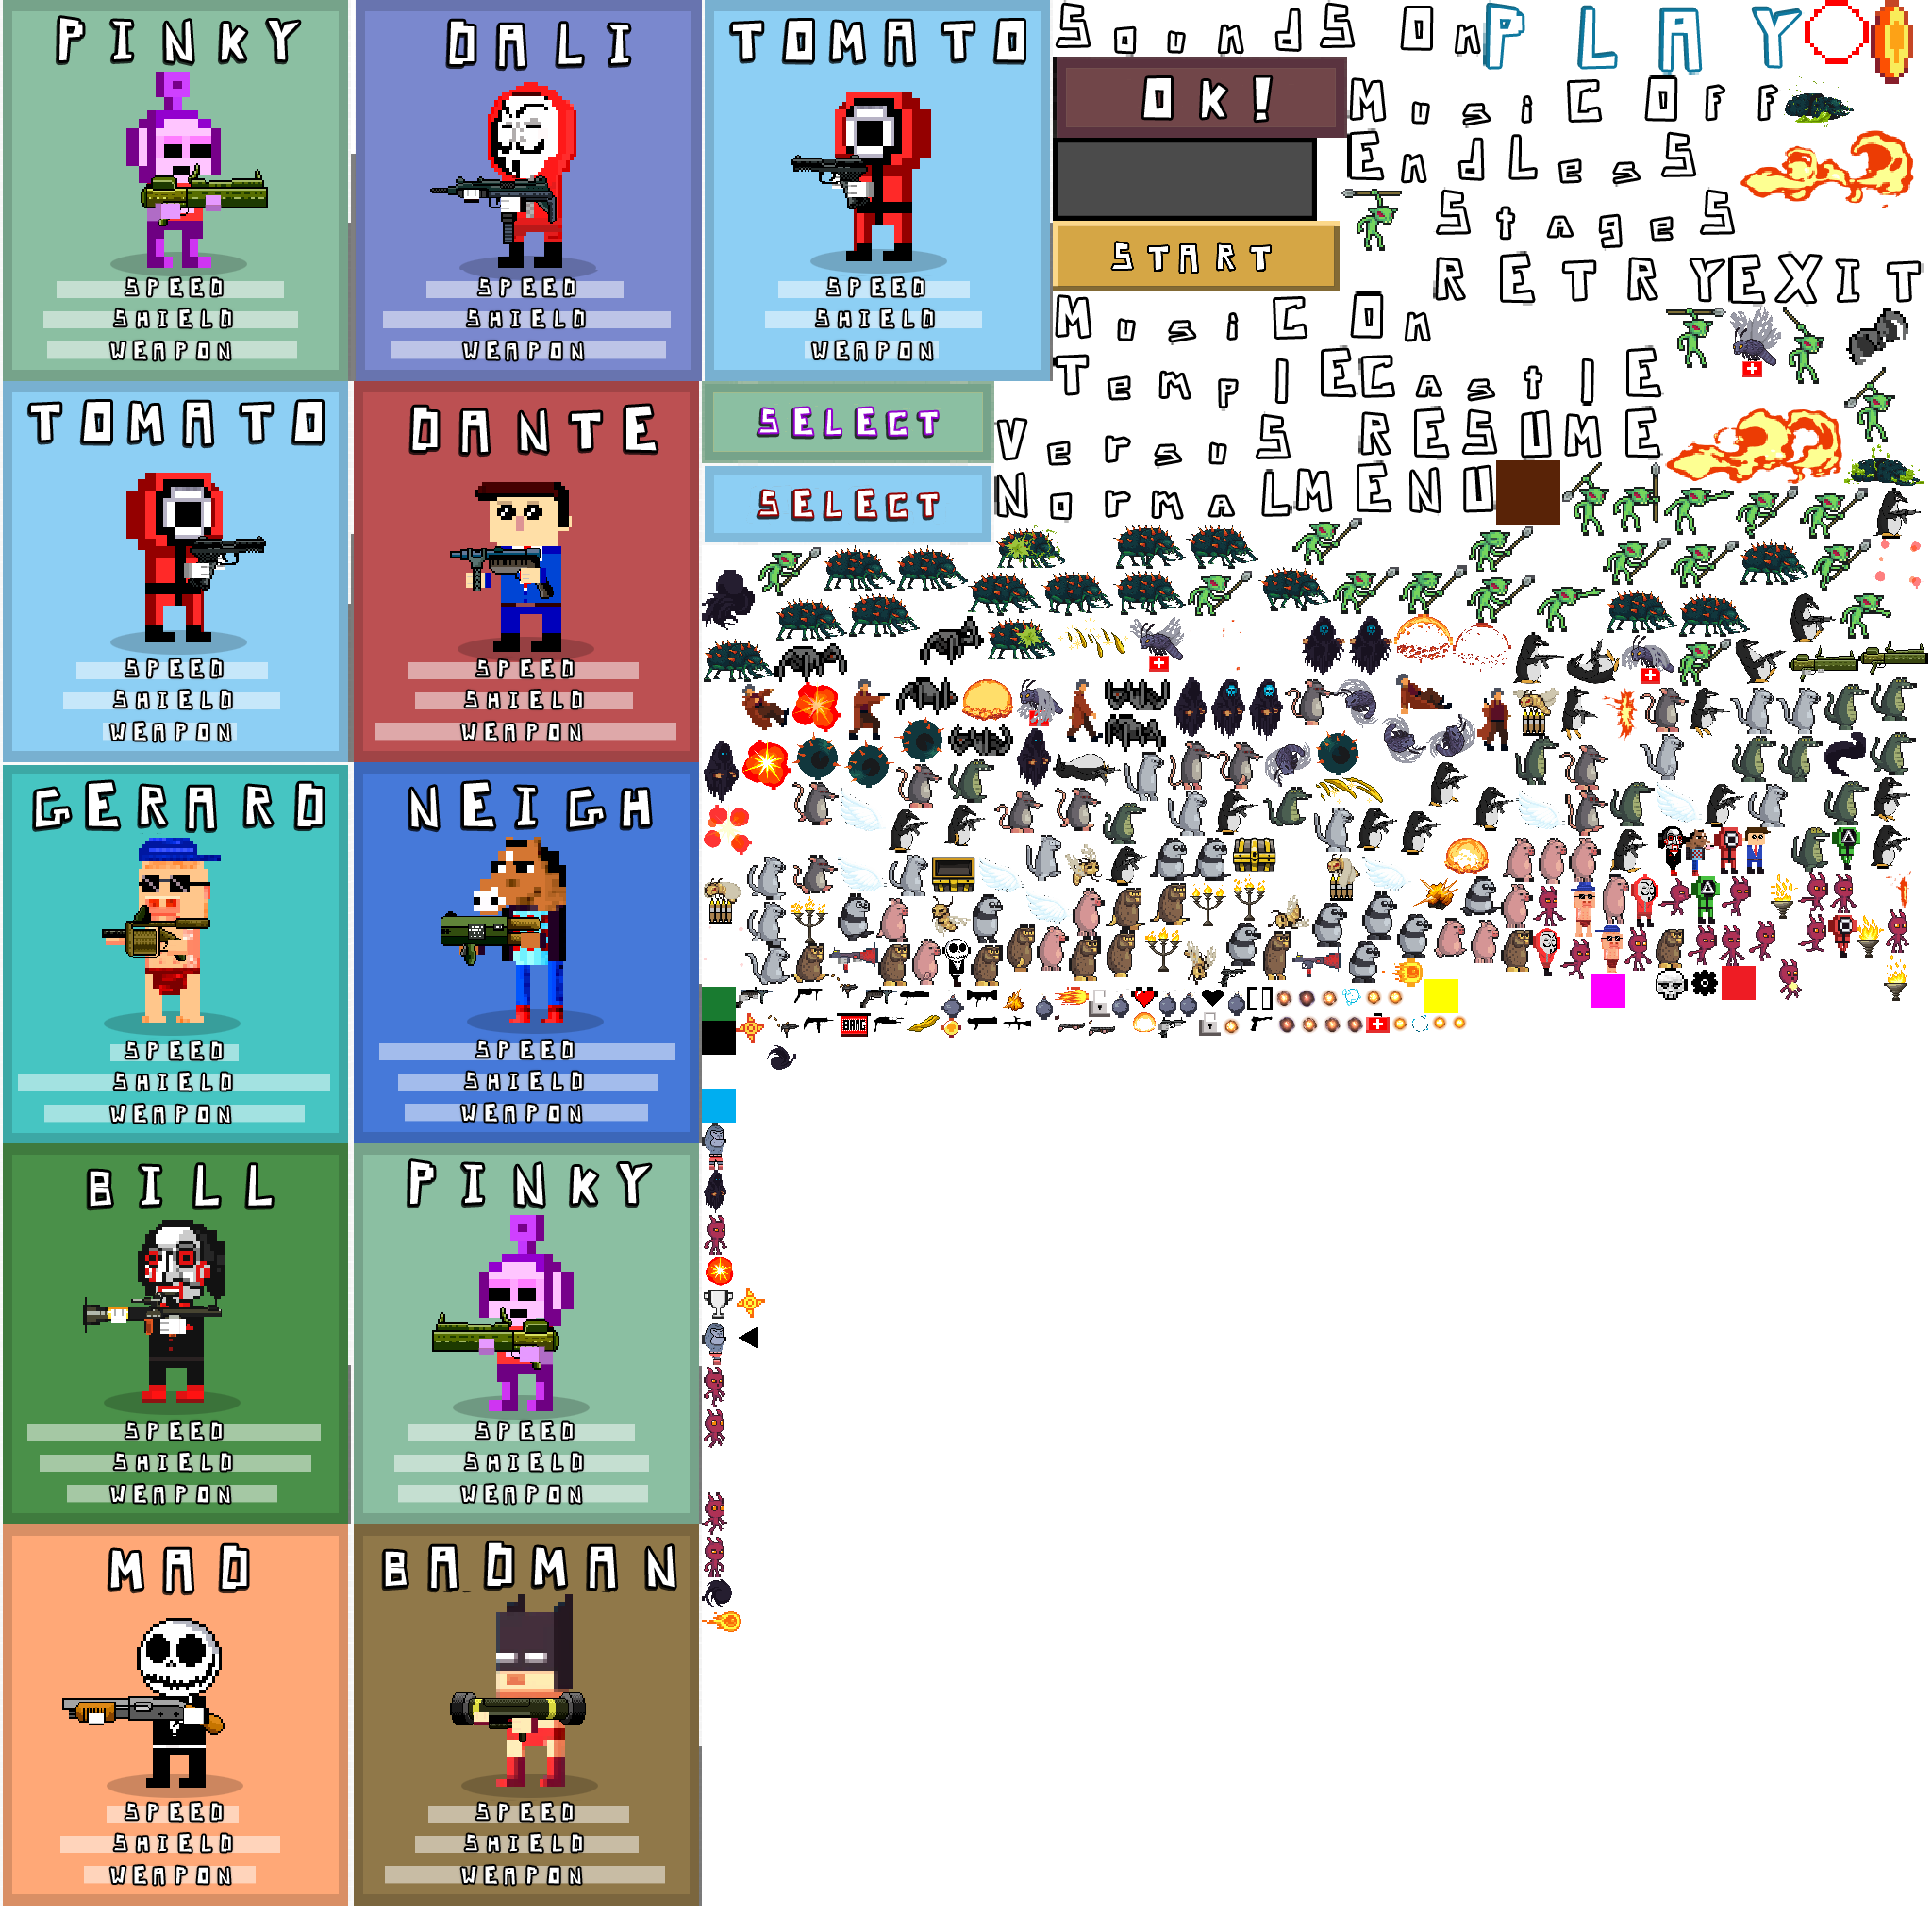 PINKY
SPEED
SHIELD
WEAPON
DALI
SPEED
SHIELD
WEAPON
TOMATO
SPEED
SHIELD
WEAPON
SoundS On
PLAY
OK!
MusiC OFF
EndLesS
StageS
START
RETRY
EXIT
MusiC On
TemplE
CastlE
VersuS
RESUME
NormaL
MENU
SELECT
SELECT
TOMATO
SPEED
SHIELD
WEAPON
DANTE
SPEED
SHIELD
WEAPON
GERARD
SPEED
SHIELD
WEAPON
NEIGH
SPEED
SHIELD
WEAPON
BANG
BILL
SPEED
SHIELD
WEAPON
PINKY
SPEED
SHIELD
WEAPON
MAD
SPEED
SHIELD
WEAPON
BADMAN
SPEED
SHIELD
WEAPON